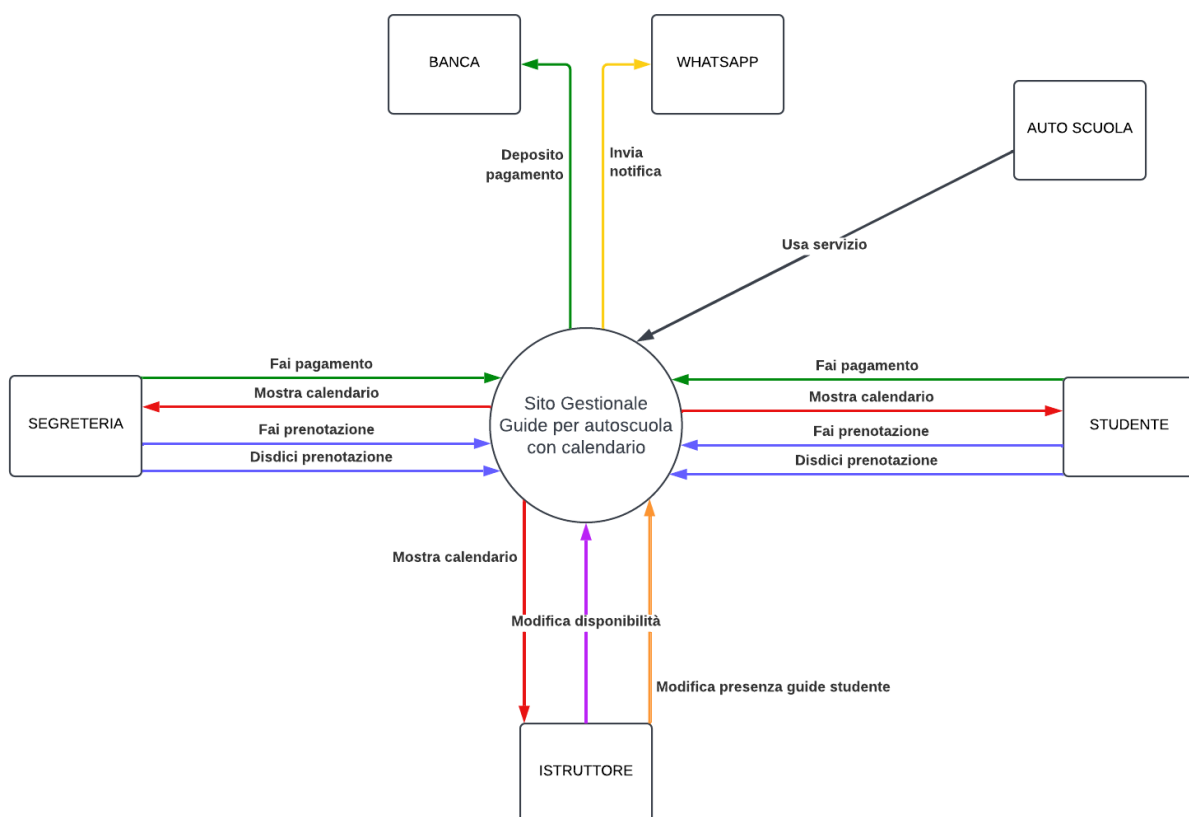 BANCA
WHATSAPP
AUTO SCUOLA
Deposito
pagamento
Invia
notifica
Usa servizio
Fai pagamento
Mostra calendario
SEGRETERIA
Fai prenotazione
Disdici prenotazione
Sito Gestionale
Guide per autoscuola
con calendario
Fai pagamento
Mostra calendario
STUDENTE
Fai prenotazione
Disdici prenotazione
Mostra calendario
Modifica disponibilità
Modifica presenza guide studente
ISTRUTTORE